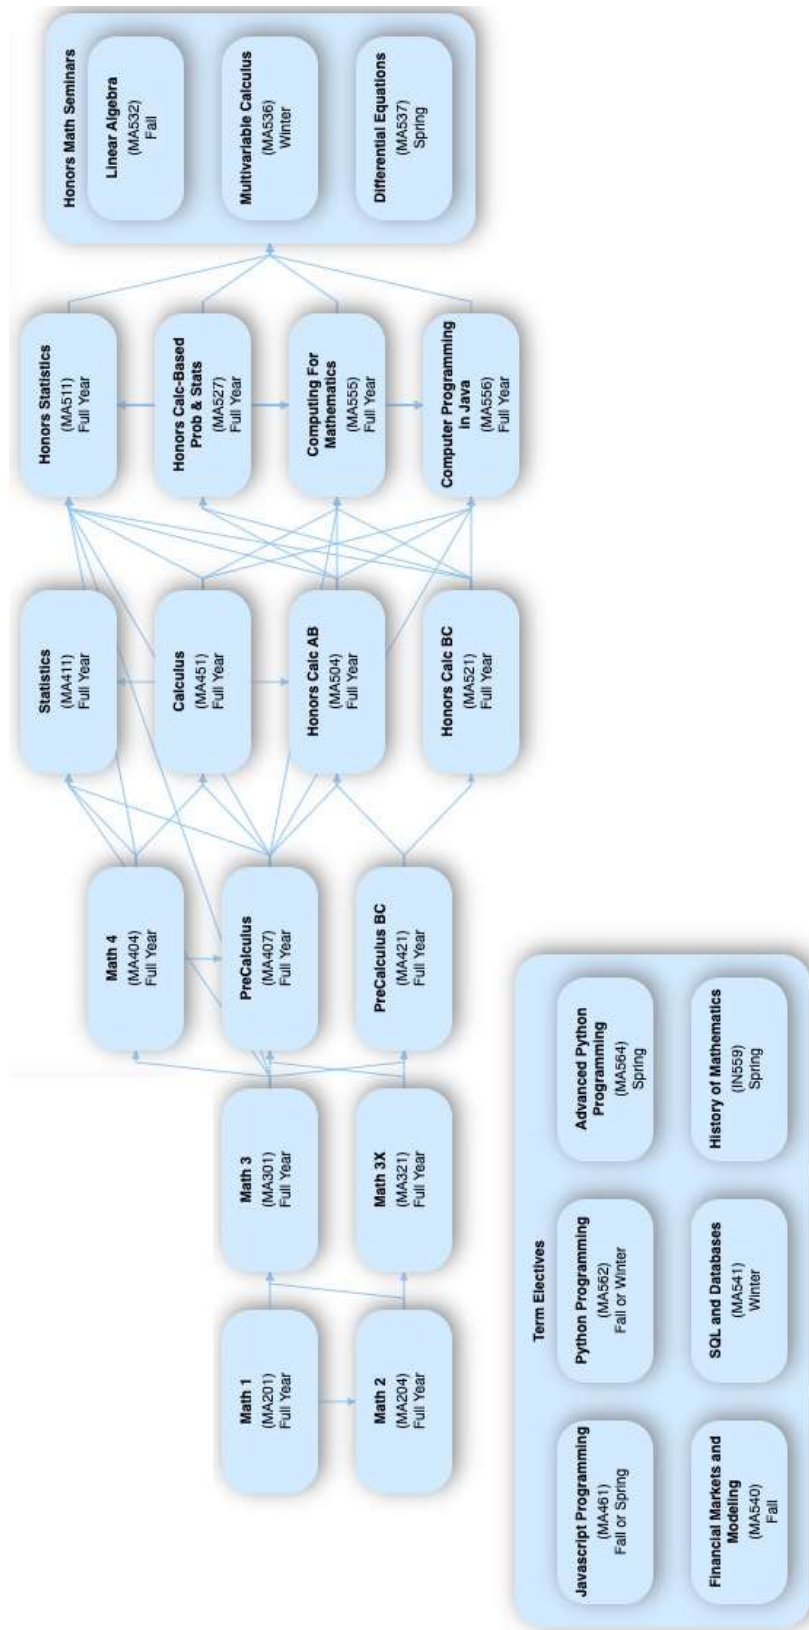 Math 1
(MA201)
Full Year
Math 2
(MA204)
Full Year
Math 3
(MA301)
Full Year
Math 3X
(MA321)
Full Year
Math 4
(MA404)
Full Year
PreCalculus
(MA407)
Full Year
PreCalculus BC
(MA421)
Full Year
Statistics
(MA411)
Full Year
Calculus
(MA451)
Full Year
Honors Calc AB
(MA504)
Full Year
Honors Calc BC
(MA521)
Full Year
Honors Statistics
(MA511)
Full Year
Honors Calc-Based
Prob & Stats
(MA527)
Full Year
Computing For
Mathematics
(MA555)
Full Year
Computer Programming
in Java
(MA556)
Full Year
Honors Math Seminars
Linear Algebra
(MA532)
Fall
Multivariable Calculus
(MA536)
Winter
Differential Equations
(MA537)
Spring
Term Electives
Javascript Programming
(MA461)
Fall or Spring
Python Programming
(MA562)
Fall or Winter
Advanced Python
Programming
(MA564)
Spring
Financial Markets and
Modeling
(MA540)
Fall
SQL and Databases
(MA541)
Winter
History of Mathematics
(IN559)
Spring